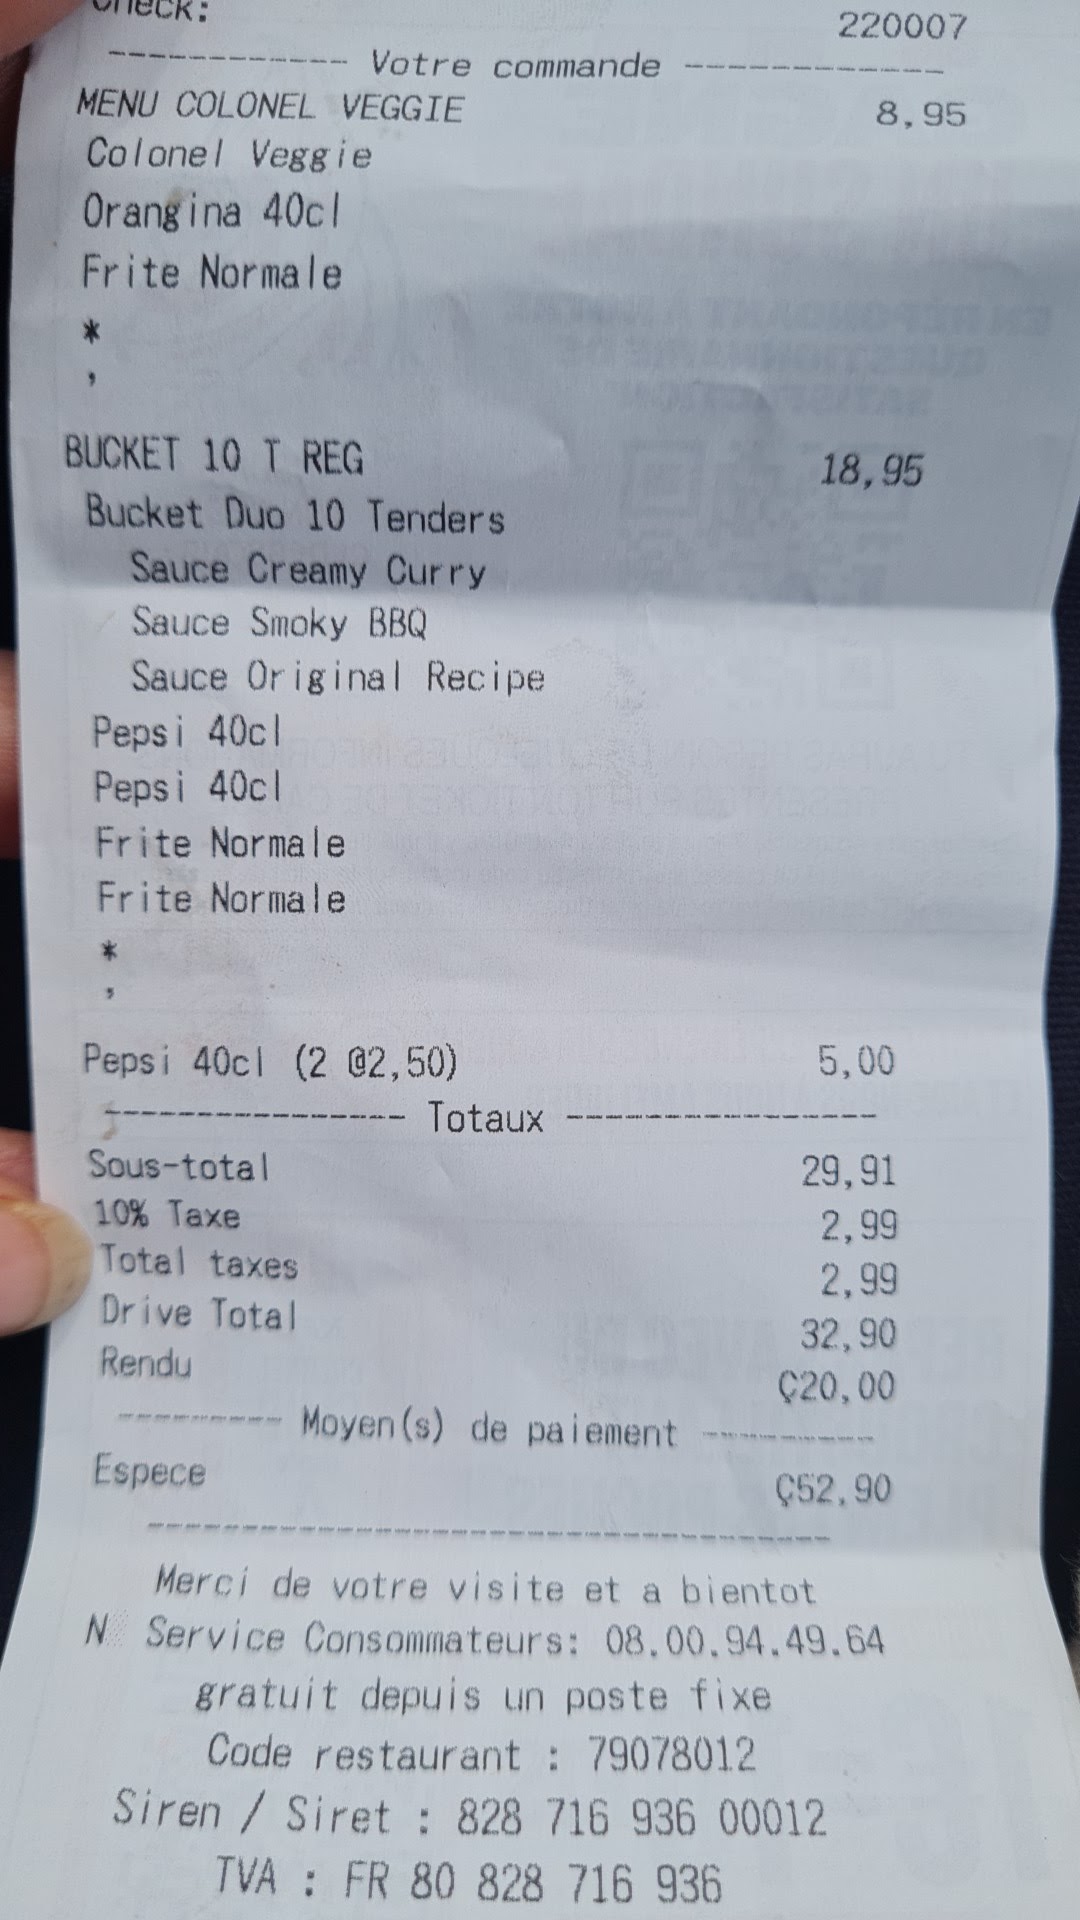 Check: 220007
------------ Votre commande -------------
MENU COLONEL VEGGIE 8,95
Colonel Veggie
Orangina 40cl
Frite Normale
*
,
BUCKET 10 T REG 18,95
Bucket Duo 10 Tenders
Sauce Creamy Curry
Sauce Smoky BBQ
Sauce Original Recipe
Pepsi 40cl
Pepsi 40cl
Frite Normale
Frite Normale
*
,
Pepsi 40cl (2 @2,50) 5,00
---------------- Totaux ----------------
Sous-total 29,91
10% Taxe 2,99
Total taxes 2,99
Drive Total 32,90
Rendu Ç20,00
--------- Moyen(s) de paiement ---------
Espece Ç52,90
------------------------------------
Merci de votre visite et a bientot
N Service Consommateurs: 08.00.94.49.64
gratuit depuis un poste fixe
Code restaurant : 79078012
Siren / Siret : 828 716 936 00012
TVA : FR 80 828 716 936